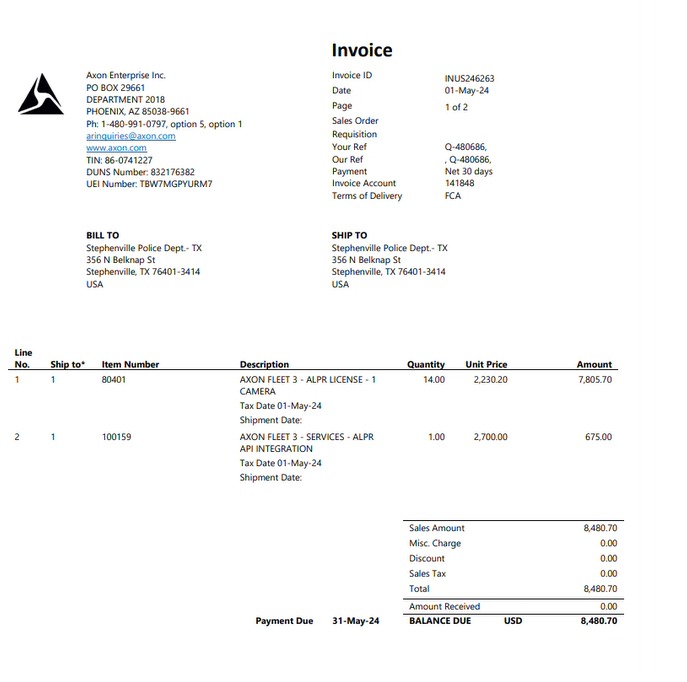 Invoice
Axon Enterprise Inc.
PO BOX 29661
DEPARTMENT 2018
PHOENIX, AZ 85038-9661
Ph: 1-480-991-0797, option 5, option 1
arinquiries@axon.com
www.axon.com
TIN: 86-0741227
DUNS Number: 832176382
UEI Number: TBW7MGPYURM7
Invoice ID INUS246263
Date 01-May-24
Page 1 of 2
Sales Order
Requisition
Your Ref Q-480686,
Our Ref , Q-480686,
Payment Net 30 days
Invoice Account 141848
Terms of Delivery FCA
BILL TO
Stephenville Police Dept.- TX
356 N Belknap St
Stephenville, TX 76401-3414
USA
SHIP TO
Stephenville Police Dept.- TX
356 N Belknap St
Stephenville, TX 76401-3414
USA
Line
No. Ship to* Item Number Description Quantity Unit Price Amount
1 1 80401 AXON FLEET 3 - ALPR LICENSE - 1 14.00 2,230.20 7,805.70
CAMERA
Tax Date 01-May-24
Shipment Date:
2 1 100159 AXON FLEET 3 - SERVICES - ALPR 1.00 2,700.00 675.00
API INTEGRATION
Tax Date 01-May-24
Shipment Date:
Sales Amount 8,480.70
Misc. Charge 0.00
Discount 0.00
Sales Tax 0.00
Total 8,480.70
Amount Received 0.00
Payment Due 31-May-24 BALANCE DUE USD 8,480.70